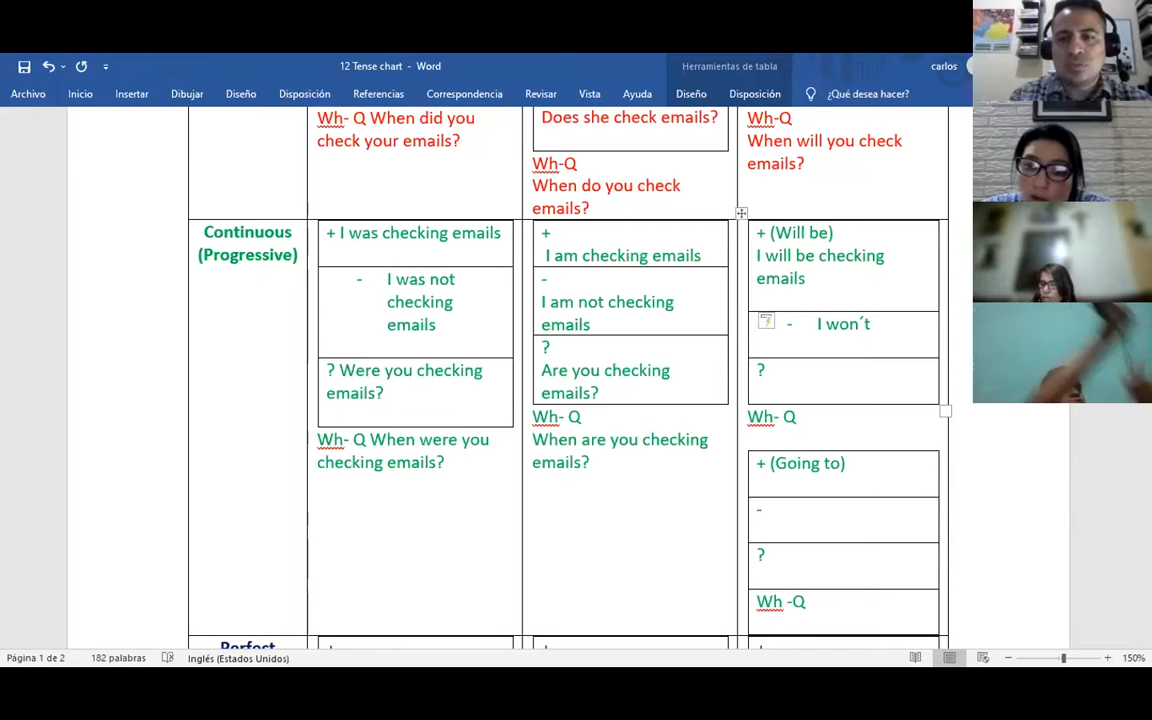 12 Tense chart - Word
Herramientas de tabla
carlos
Archivo Inicio Insertar Dibujar Diseño Disposición Referencias Correspondencia Revisar Vista Ayuda Diseño Disposición ¿Qué desea hacer?
Wh- Q When did you
check your emails?
Does she check emails?
Wh-Q
When do you check
emails?
Wh-Q
When will you check
emails?
Continuous
(Progressive)
+ I was checking emails
- I was not
checking
emails
? Were you checking
emails?
Wh- Q When were you
checking emails?
+
I am checking emails
-
I am not checking
emails
?
Are you checking
emails?
Wh- Q
When are you checking
emails?
+ (Will be)
I will be checking
emails
- I won´t
?
Wh- Q
+ (Going to)
-
?
Wh -Q
Perfect
+
+
+
Página 1 de 2 182 palabras Inglés (Estados Unidos) 150%